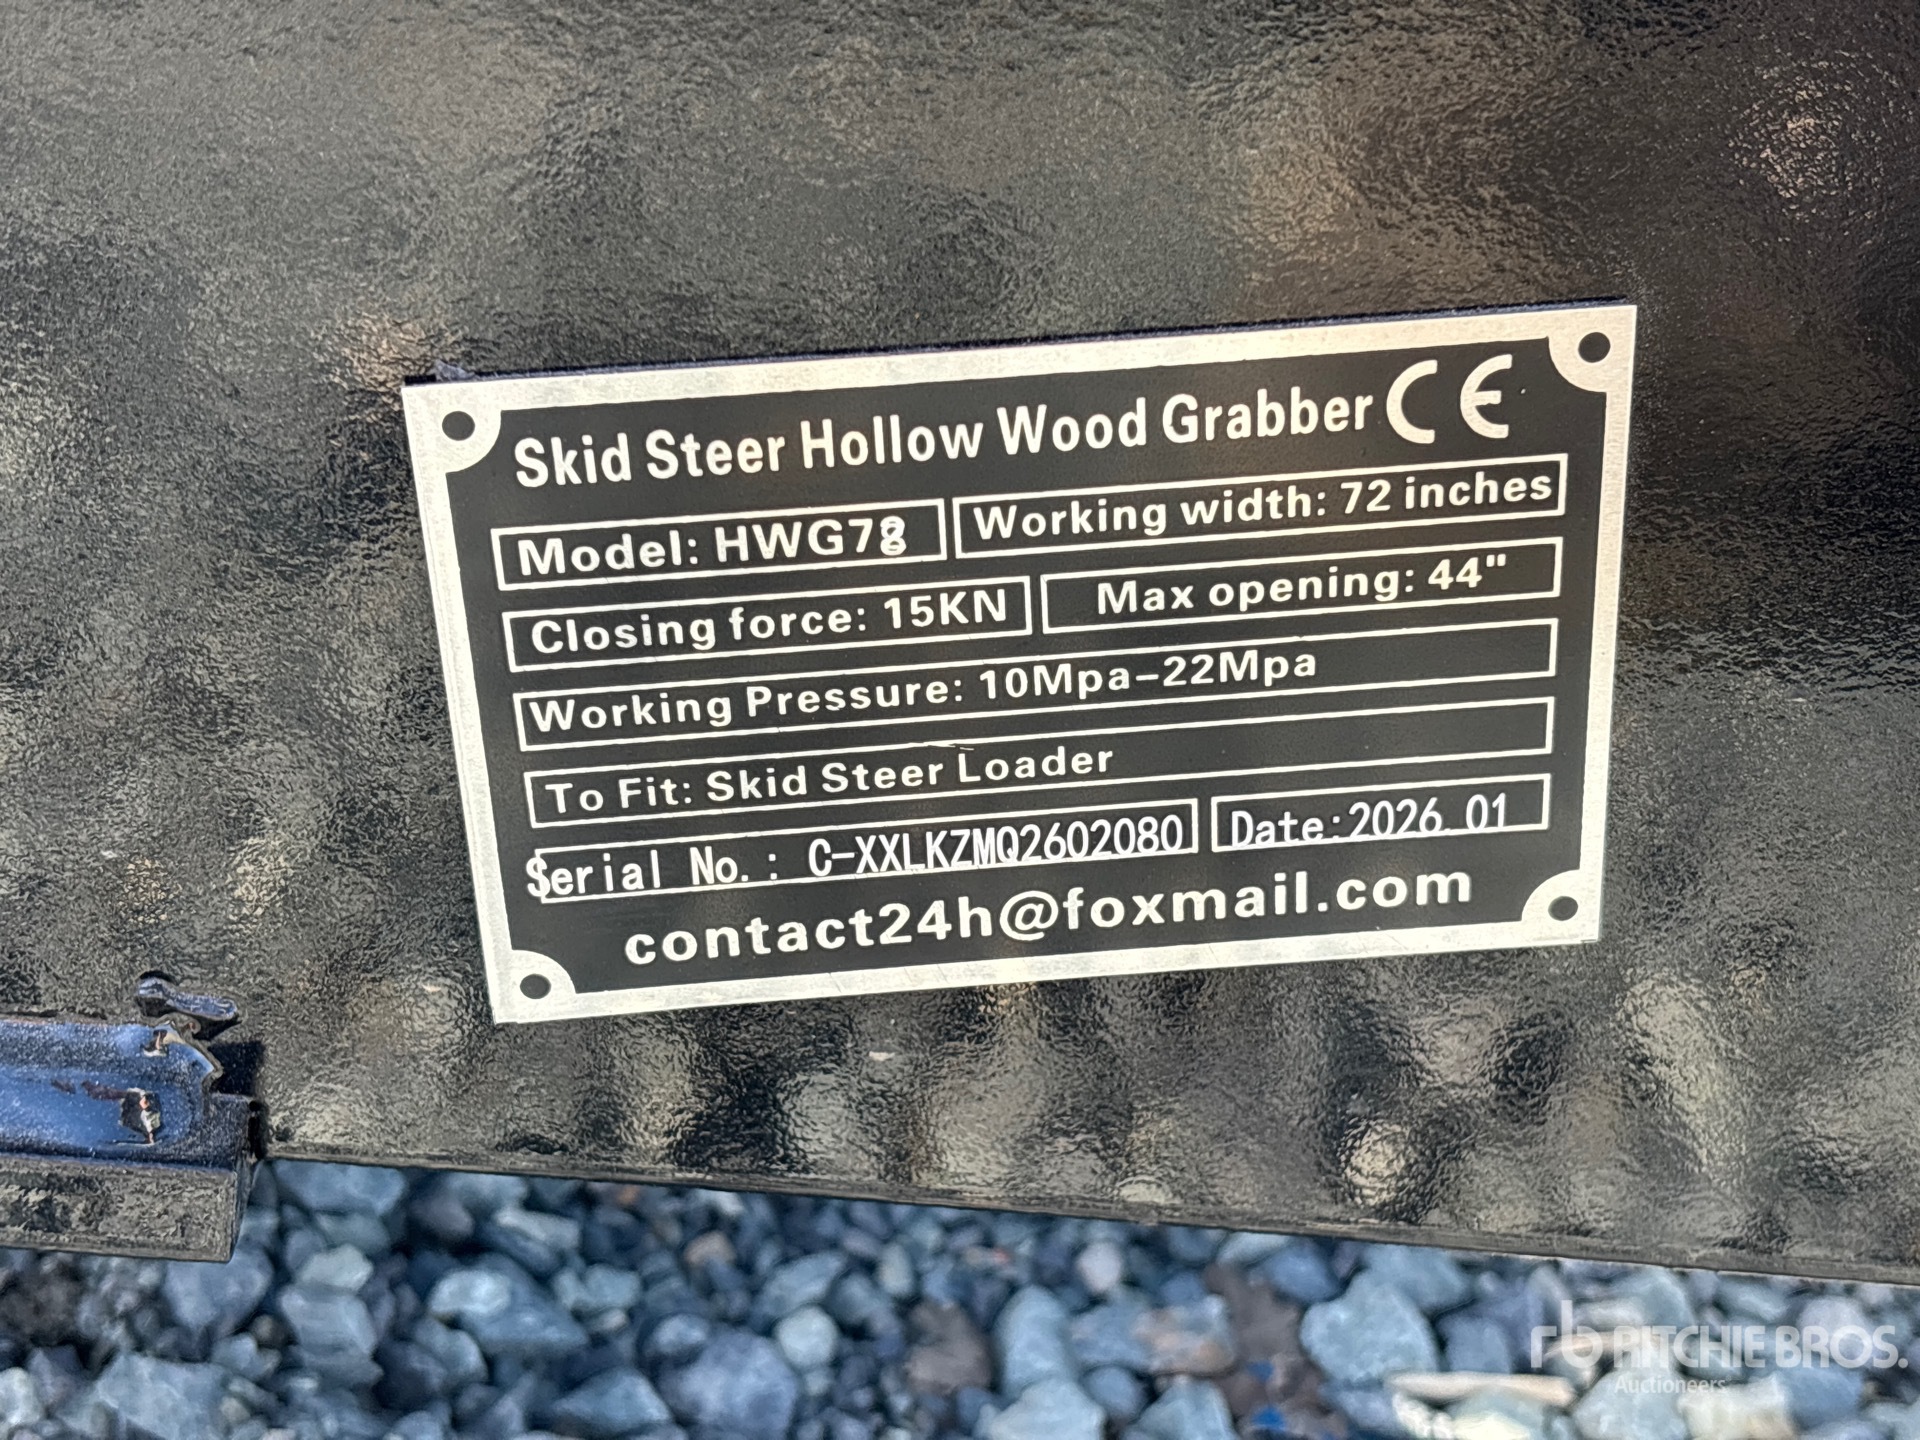 Skid Steer Hollow Wood Grabber CE
Model: HWG78 Working width: 72 inches
Closing force: 15KN Max opening: 44"
Working Pressure: 10Mpa-22Mpa
To Fit: Skid Steer Loader
Serial No.: C-XXLKZMQ2602080 Date:2026.01
contact24h@foxmail.com
rb RITCHIE BROS.
Auctioneers